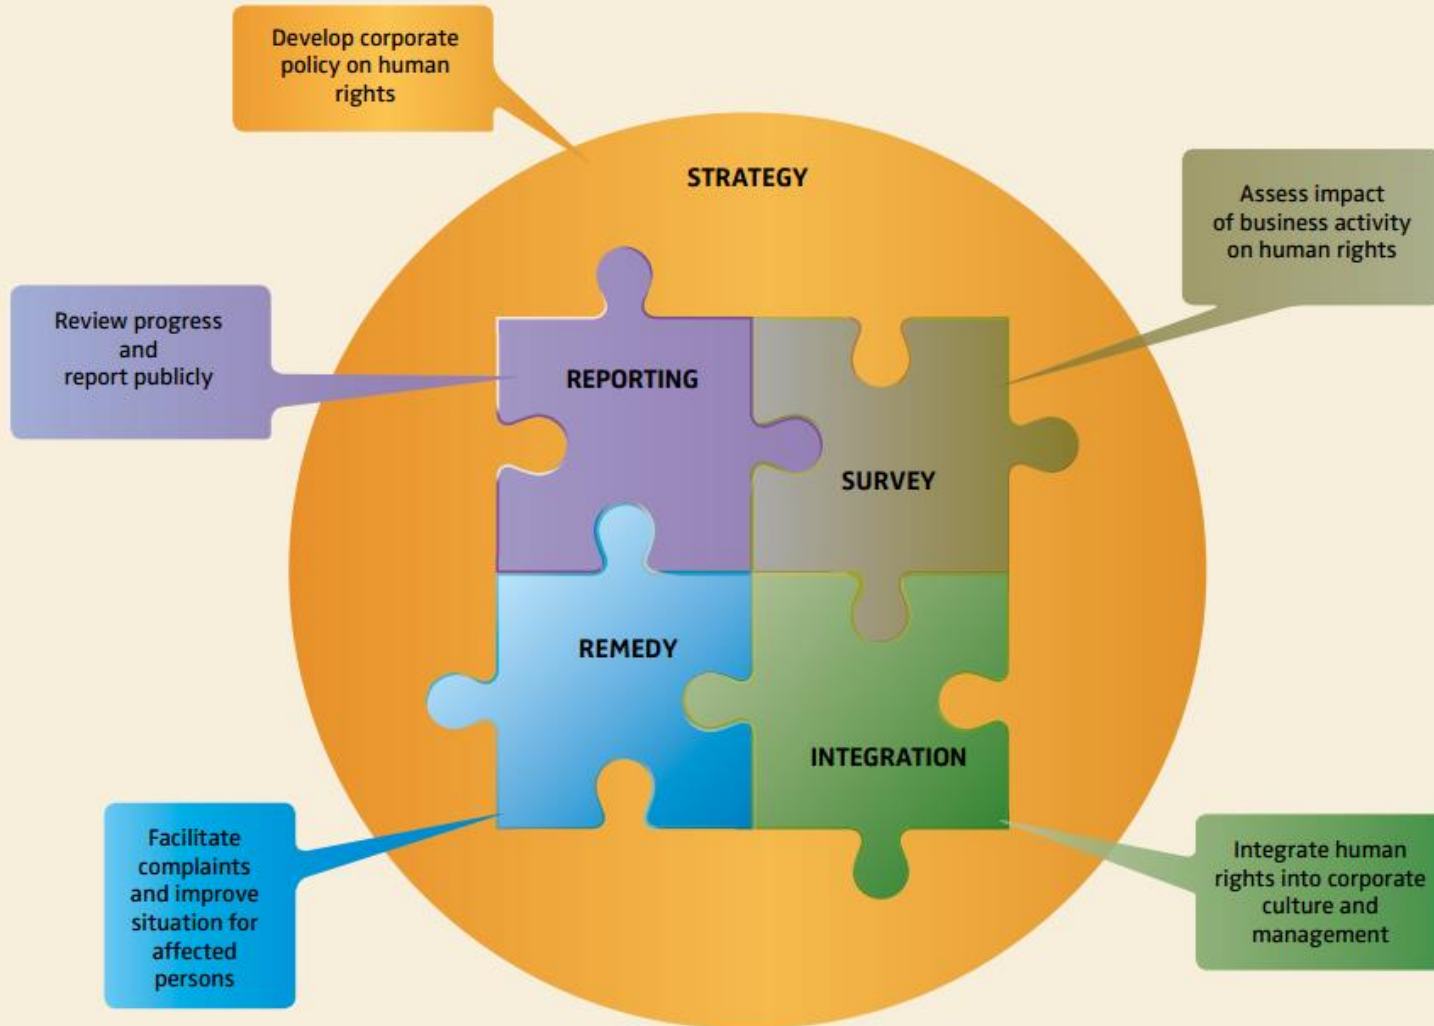 Develop corporate
policy on human
rights
STRATEGY
Assess impact
of business activity
on human rights
Review progress
and
report publicly
REPORTING
SURVEY
REMEDY
INTEGRATION
Facilitate
complaints
and improve
situation for
affected
persons
Integrate human
rights into corporate
culture and
management